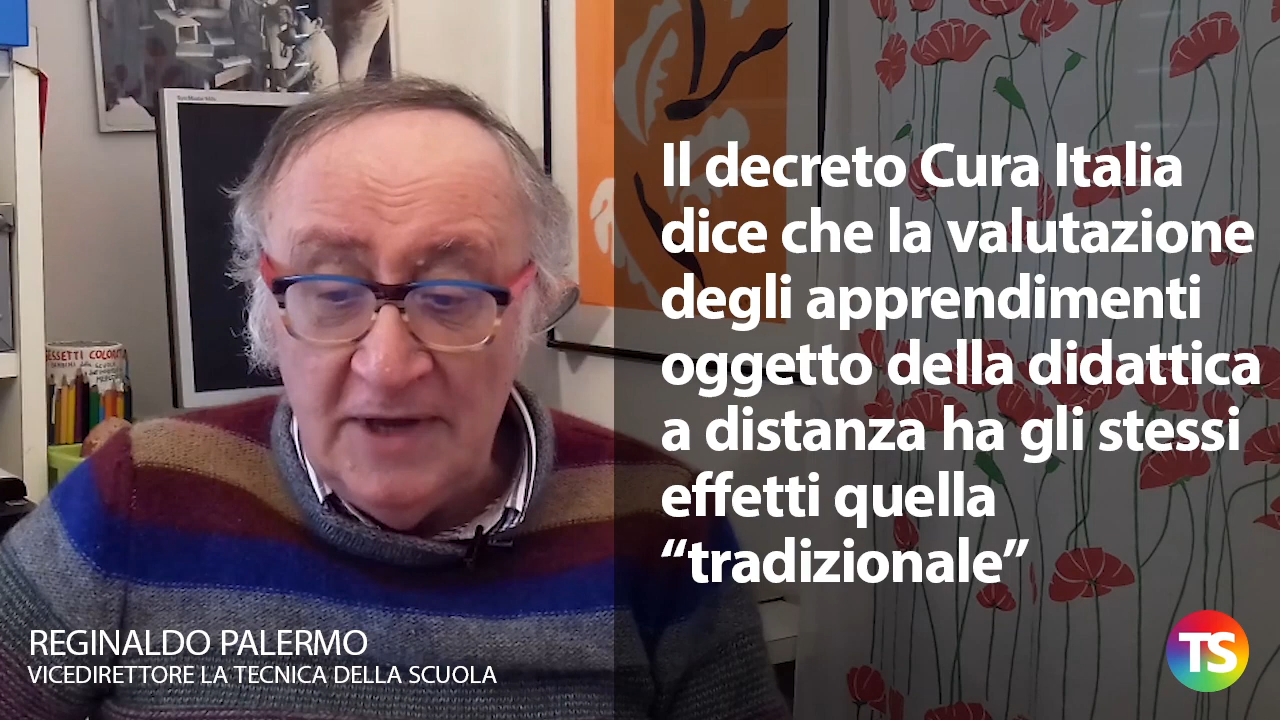 Il decreto Cura Italia
dice che la valutazione
degli apprendimenti
oggetto della didattica
a distanza ha gli stessi
effetti quella
“tradizionale”
REGINALDO PALERMO
VICEDIRETTORE LA TECNICA DELLA SCUOLA
TS